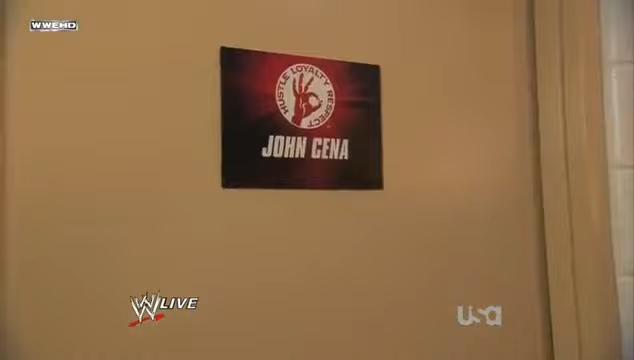 WWEHD
HUSTLE LOYALTY RESPECT
JOHN CENA
W LIVE
USA